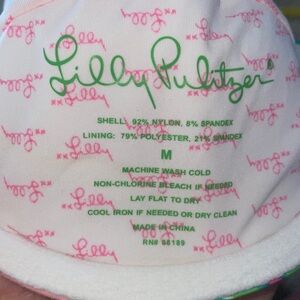 Lilly Pulitzer®
SHELL: 92% NYLON, 8% SPANDEX
LINING: 79% POLYESTER, 21% SPANDEX
M
MACHINE WASH COLD
NON-CHLORINE BLEACH IF NEEDED
LAY FLAT TO DRY
COOL IRON IF NEEDED OR DRY CLEAN
MADE IN CHINA
RN# 68189